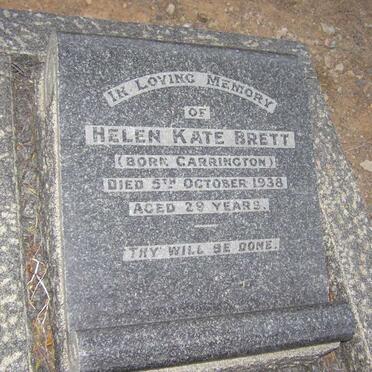 IN LOVING MEMORY
OF
HELEN KATE BRETT
(BORN CARRINGTON)
DIED 5TH OCTOBER 1938
AGED 29 YEARS.
THY WILL BE DONE.